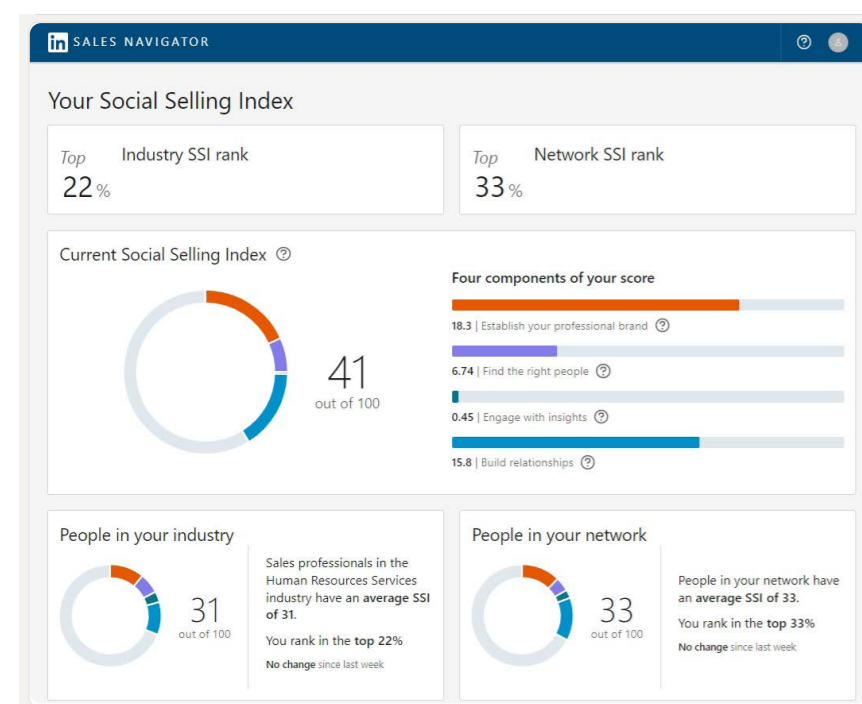 in SALES NAVIGATOR
Your Social Selling Index
Top
22 %
Industry SSI rank
Top
33 %
Network SSI rank
Current Social Selling Index
41
out of 100
Four components of your score
18.3 | Establish your professional brand
6.74 | Find the right people
0.45 | Engage with insights
15.8 | Build relationships
People in your industry
31
out of 100
Sales professionals in the
Human Resources Services
industry have an average SSI
of 31.
You rank in the top 22%
No change since last week
People in your network
33
out of 100
People in your network have
an average SSI of 33.
You rank in the top 33%
No change since last week